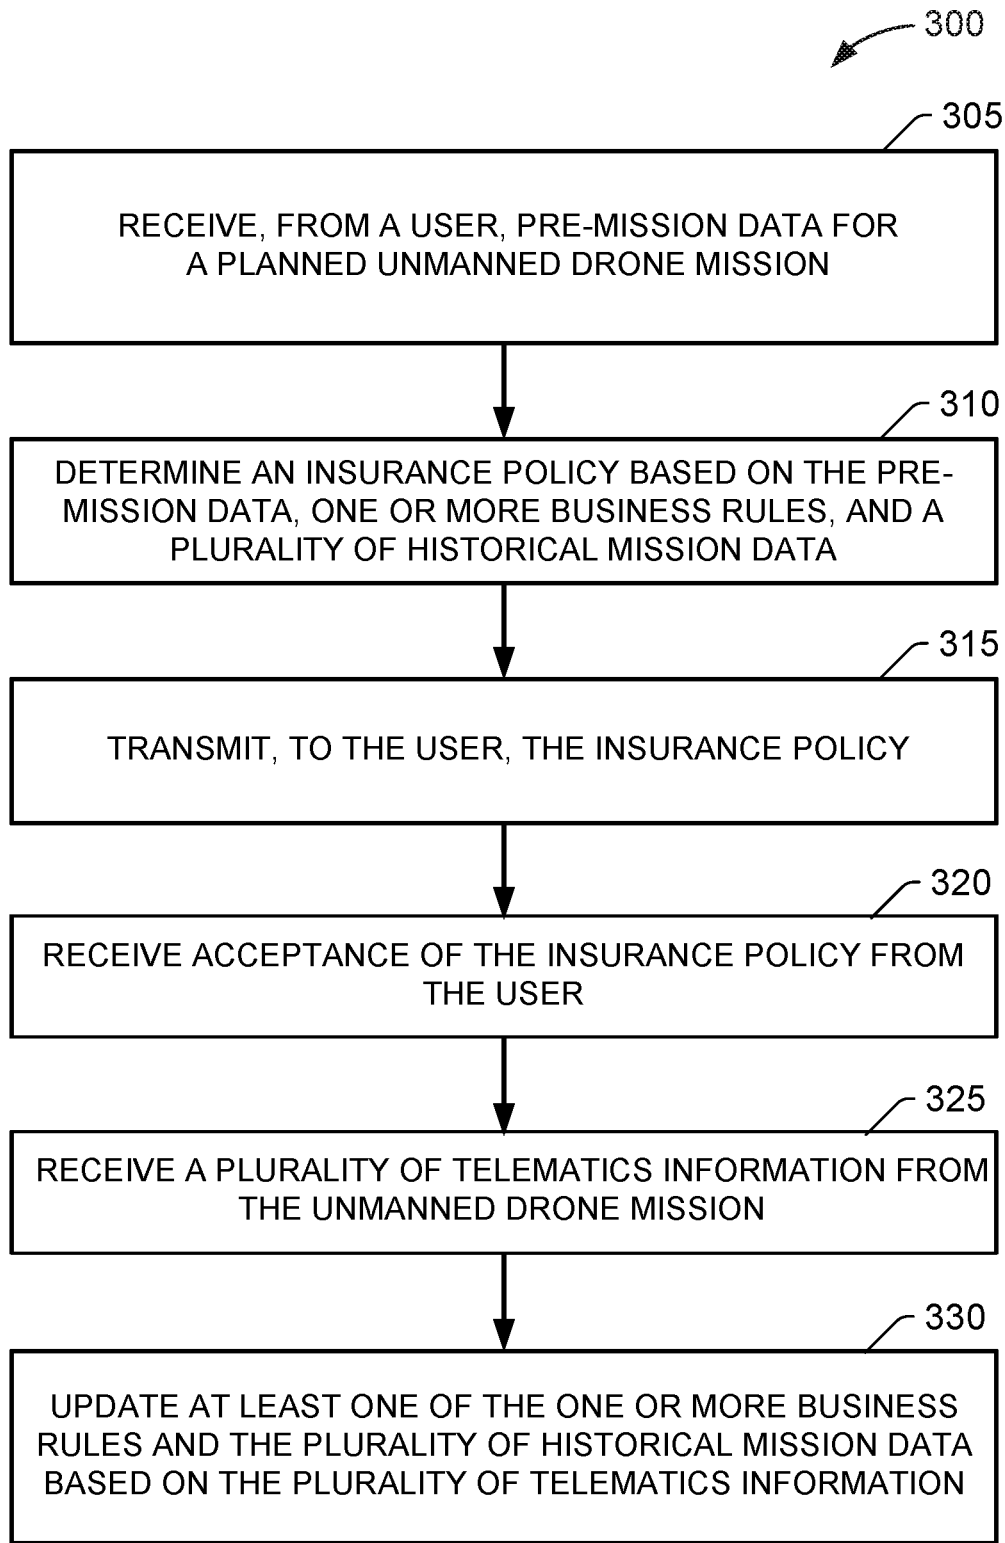 300
305
RECEIVE, FROM A USER, PRE-MISSION DATA FOR
A PLANNED UNMANNED DRONE MISSION
310
DETERMINE AN INSURANCE POLICY BASED ON THE PRE-
MISSION DATA, ONE OR MORE BUSINESS RULES, AND A
PLURALITY OF HISTORICAL MISSION DATA
315
TRANSMIT, TO THE USER, THE INSURANCE POLICY
320
RECEIVE ACCEPTANCE OF THE INSURANCE POLICY FROM
THE USER
325
RECEIVE A PLURALITY OF TELEMATICS INFORMATION FROM
THE UNMANNED DRONE MISSION
330
UPDATE AT LEAST ONE OF THE ONE OR MORE BUSINESS
RULES AND THE PLURALITY OF HISTORICAL MISSION DATA
BASED ON THE PLURALITY OF TELEMATICS INFORMATION